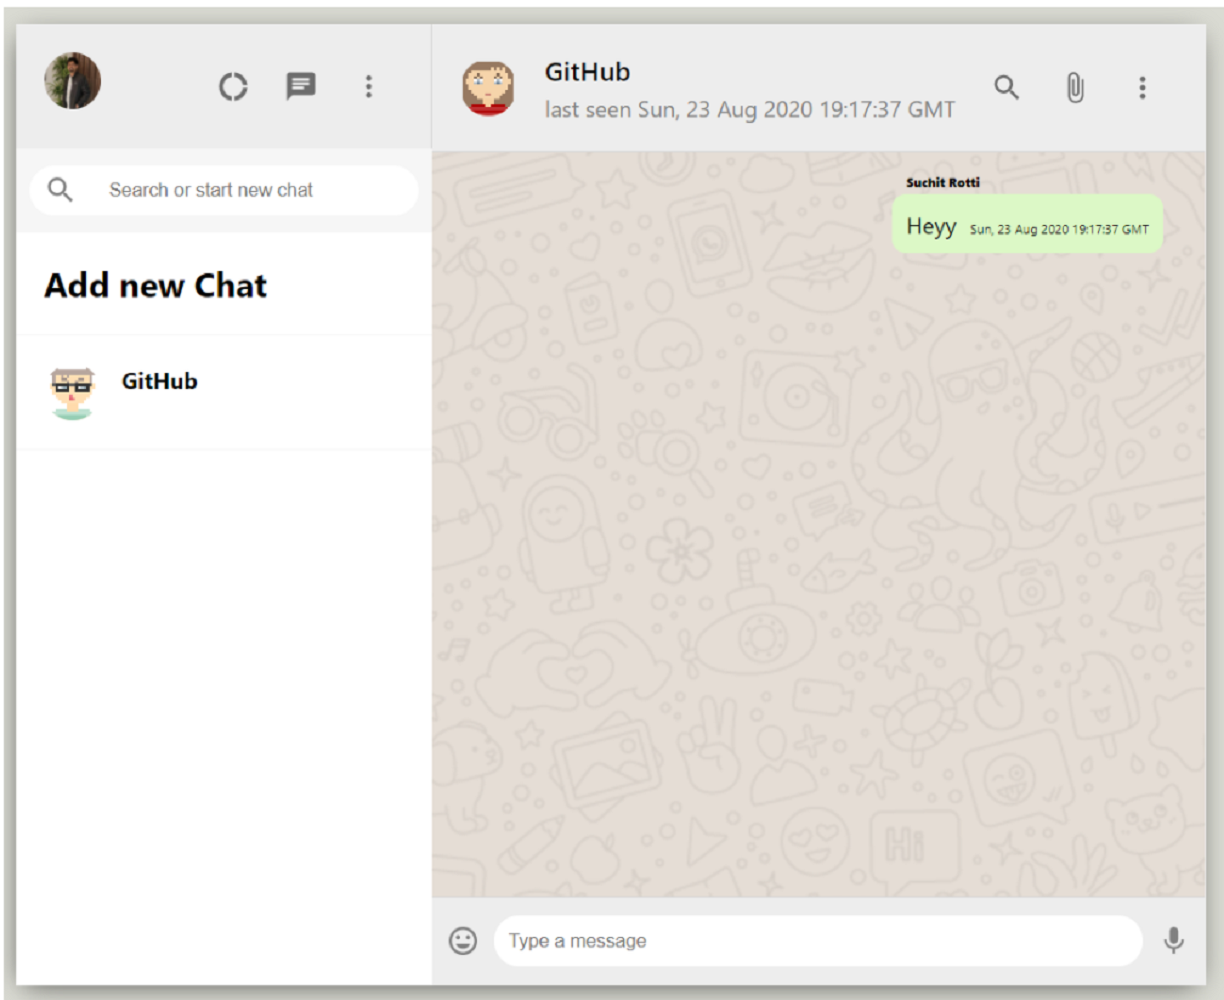 GitHub
last seen Sun, 23 Aug 2020 19:17:37 GMT
Search or start new chat
Add new Chat
GitHub
Suchit Rotti
Heyy Sun, 23 Aug 2020 19:17:37 GMT
Hi
Type a message